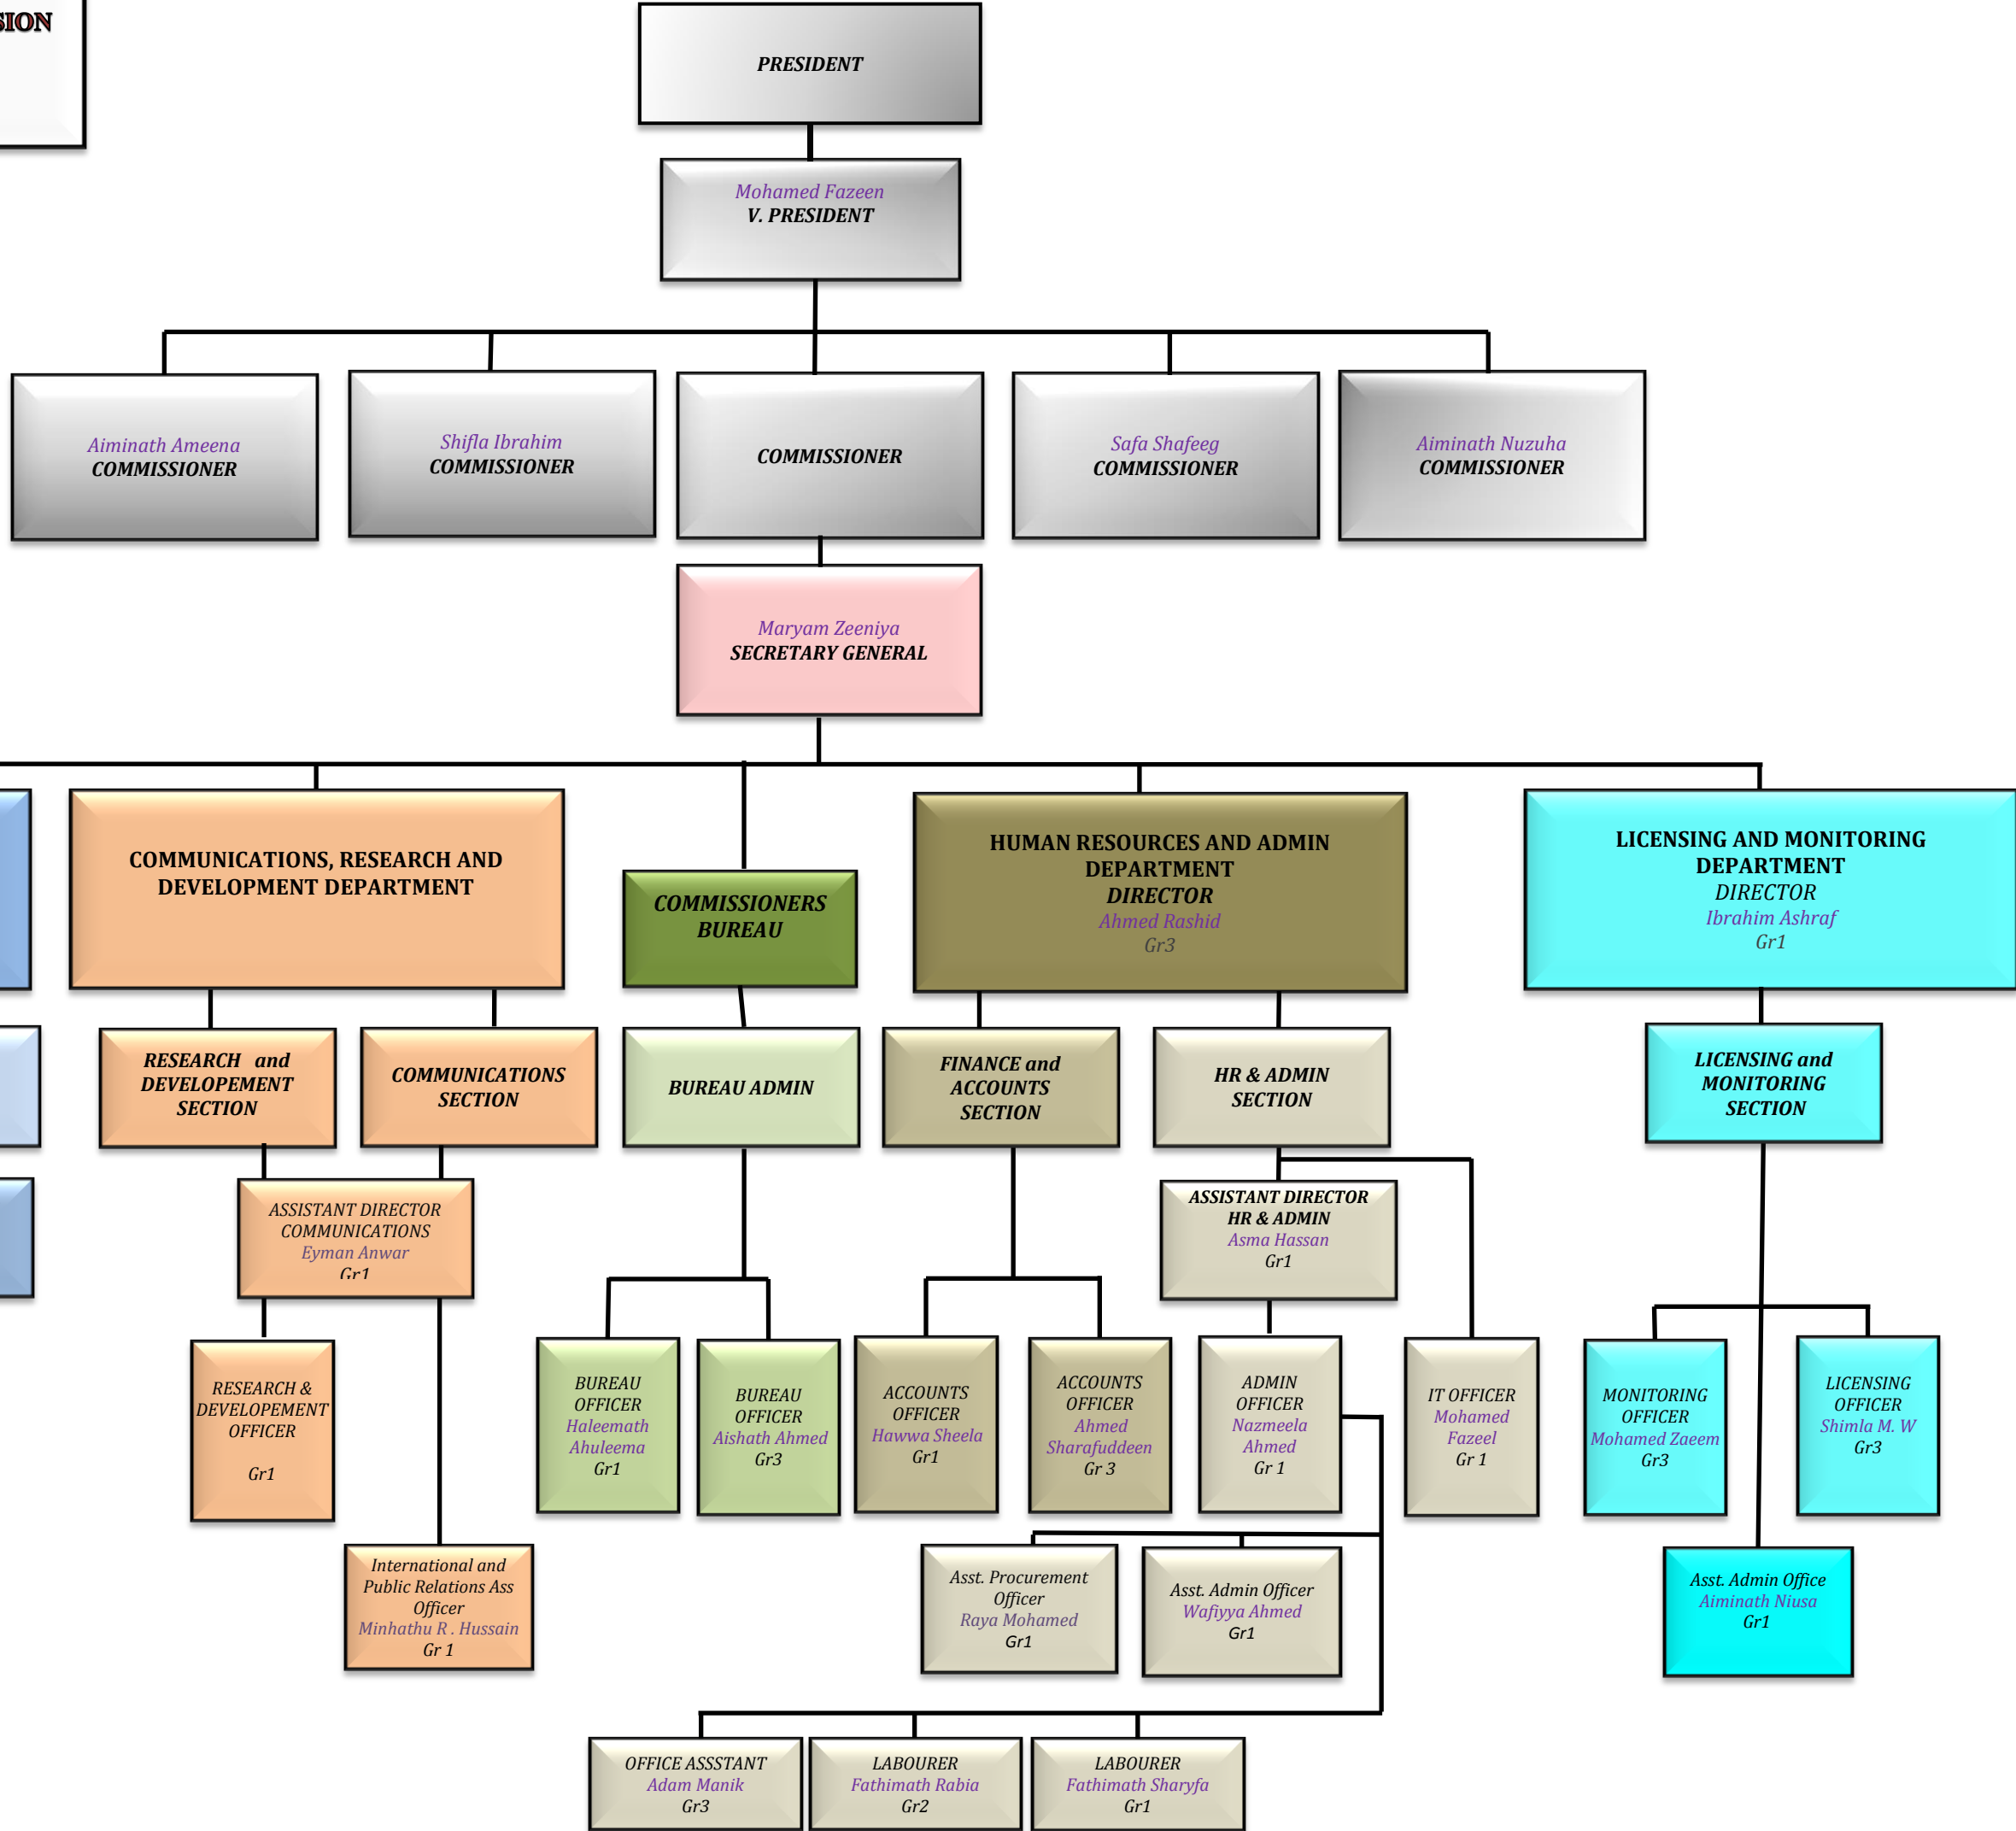 SION
PRESIDENT
Mohamed Fazeen
V. PRESIDENT
Aiminath Ameena
COMMISSIONER
Shifla Ibrahim
COMMISSIONER
COMMISSIONER
Safa Shafeeg
COMMISSIONER
Aiminath Nuzuha
COMMISSIONER
Maryam Zeeniya
SECRETARY GENERAL
COMMUNICATIONS, RESEARCH AND
DEVELOPMENT DEPARTMENT
COMMISSIONERS
BUREAU
HUMAN RESOURCES AND ADMIN
DEPARTMENT
DIRECTOR
Ahmed Rashid
Gr3
LICENSING AND MONITORING
DEPARTMENT
DIRECTOR
Ibrahim Ashraf
Gr1
RESEARCH and
DEVELOPEMENT
SECTION
COMMUNICATIONS
SECTION
BUREAU ADMIN
FINANCE and
ACCOUNTS
SECTION
HR & ADMIN
SECTION
LICENSING and
MONITORING
SECTION
ASSISTANT DIRECTOR
COMMUNICATIONS
Eyman Anwar
Gr1
ASSISTANT DIRECTOR
HR & ADMIN
Asma Hassan
Gr1
RESEARCH &
DEVELOPEMENT
OFFICER
Gr1
BUREAU
OFFICER
Haleemath
Ahuleema
Gr1
BUREAU
OFFICER
Aishath Ahmed
Gr3
ACCOUNTS
OFFICER
Hawwa Sheela
Gr1
ACCOUNTS
OFFICER
Ahmed
Sharafuddeen
Gr 3
ADMIN
OFFICER
Nazmeela
Ahmed
Gr 1
IT OFFICER
Mohamed
Fazeel
Gr 1
MONITORING
OFFICER
Mohamed Zaeem
Gr3
LICENSING
OFFICER
Shimla M. W
Gr3
International and
Public Relations Ass
Officer
Minhathu R . Hussain
Gr 1
Asst. Procurement
Officer
Raya Mohamed
Gr1
Asst. Admin Officer
Wafiyya Ahmed
Gr1
Asst. Admin Office
Aiminath Niusa
Gr1
OFFICE ASSSTANT
Adam Manik
Gr3
LABOURER
Fathimath Rabia
Gr2
LABOURER
Fathimath Sharyfa
Gr1